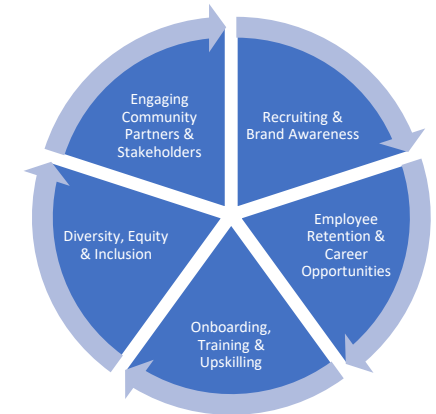 Engaging
Community
Partners &
Stakeholders
Recruiting &
Brand Awareness
Employee
Retention &
Career
Opportunities
Onboarding,
Training &
Upskilling
Diversity, Equity
& Inclusion